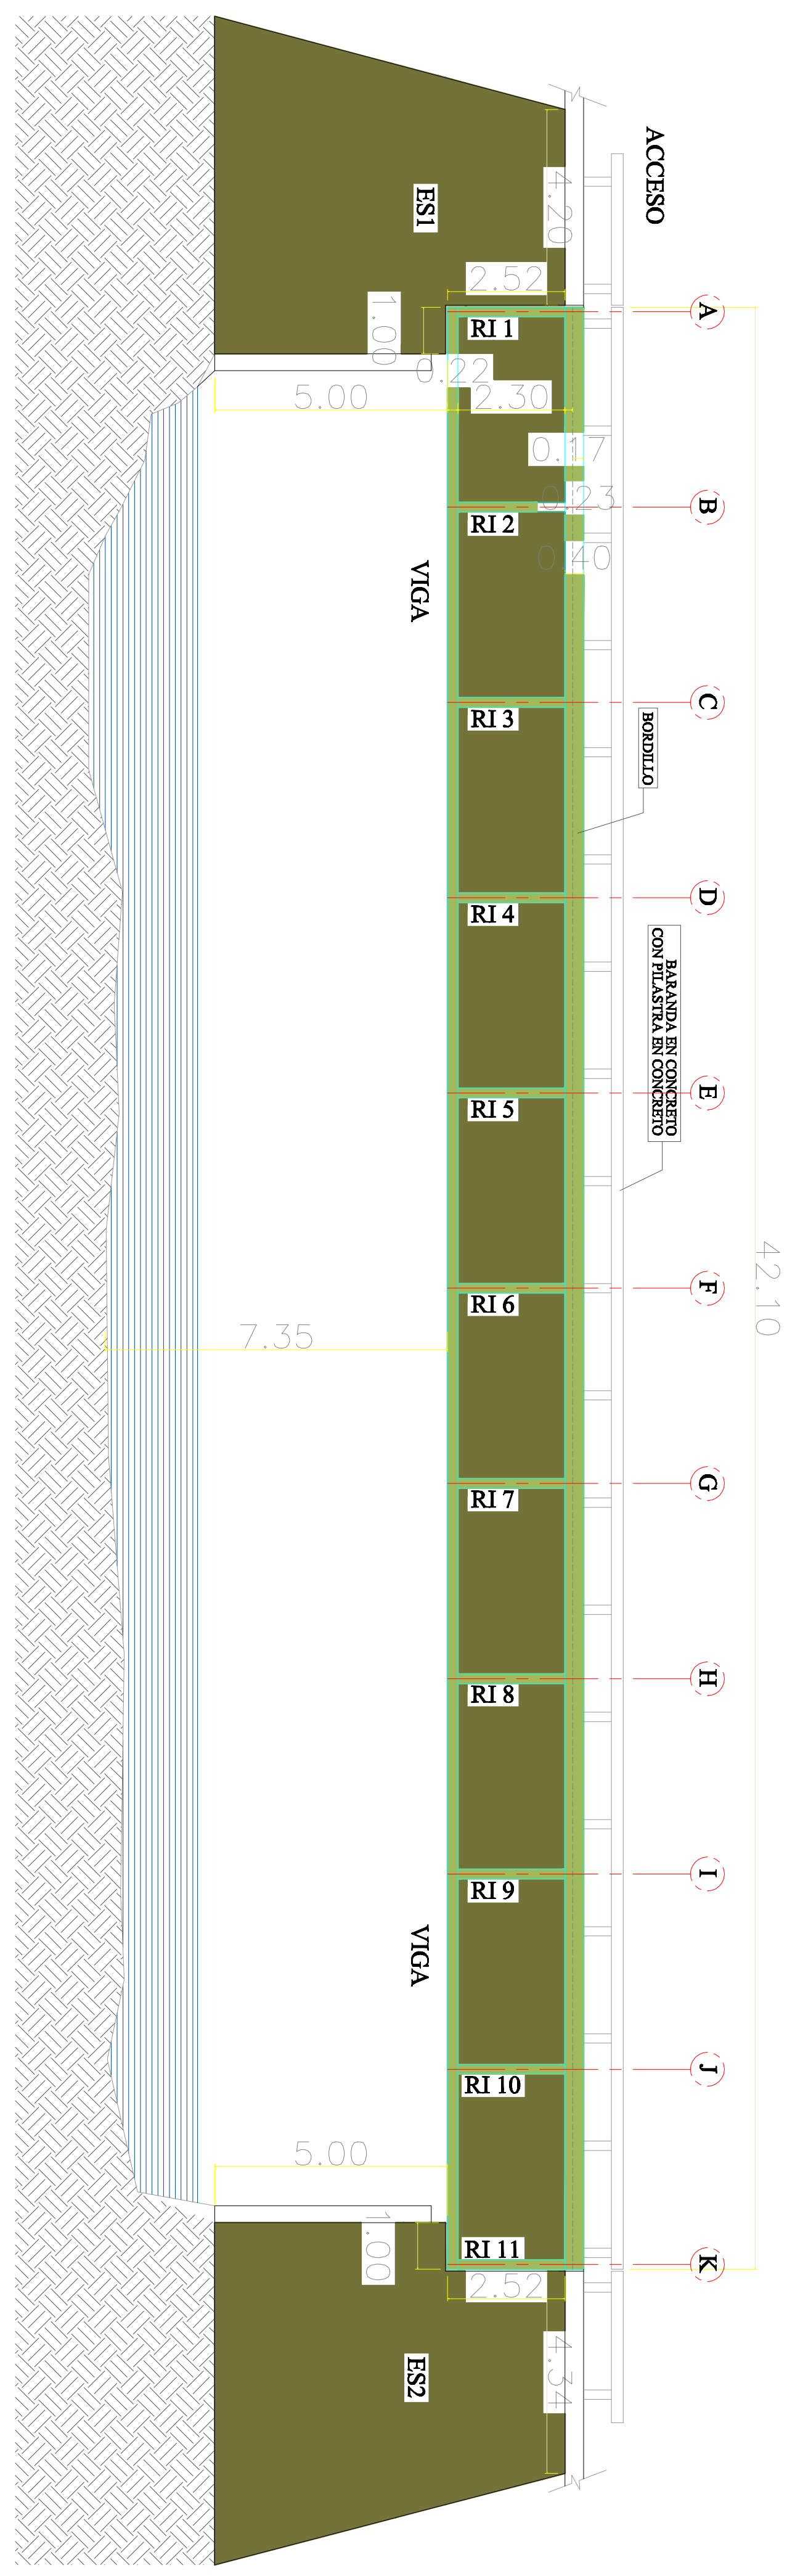 ACCESO
ES1
4.20
2.52
1.00
0.22
5.00
2.30
0.17
0.23
0.40
A
B
C
D
E
F
G
H
I
J
K
RI 1
RI 2
RI 3
RI 4
RI 5
RI 6
RI 7
RI 8
RI 9
RI 10
RI 11
VIGA
BORDILLO
BARANDA EN CONCRETO
CON PILASTRA EN CONCRETO
42.10
7.35
VIGA
5.00
1.00
2.52
4.34
ES2